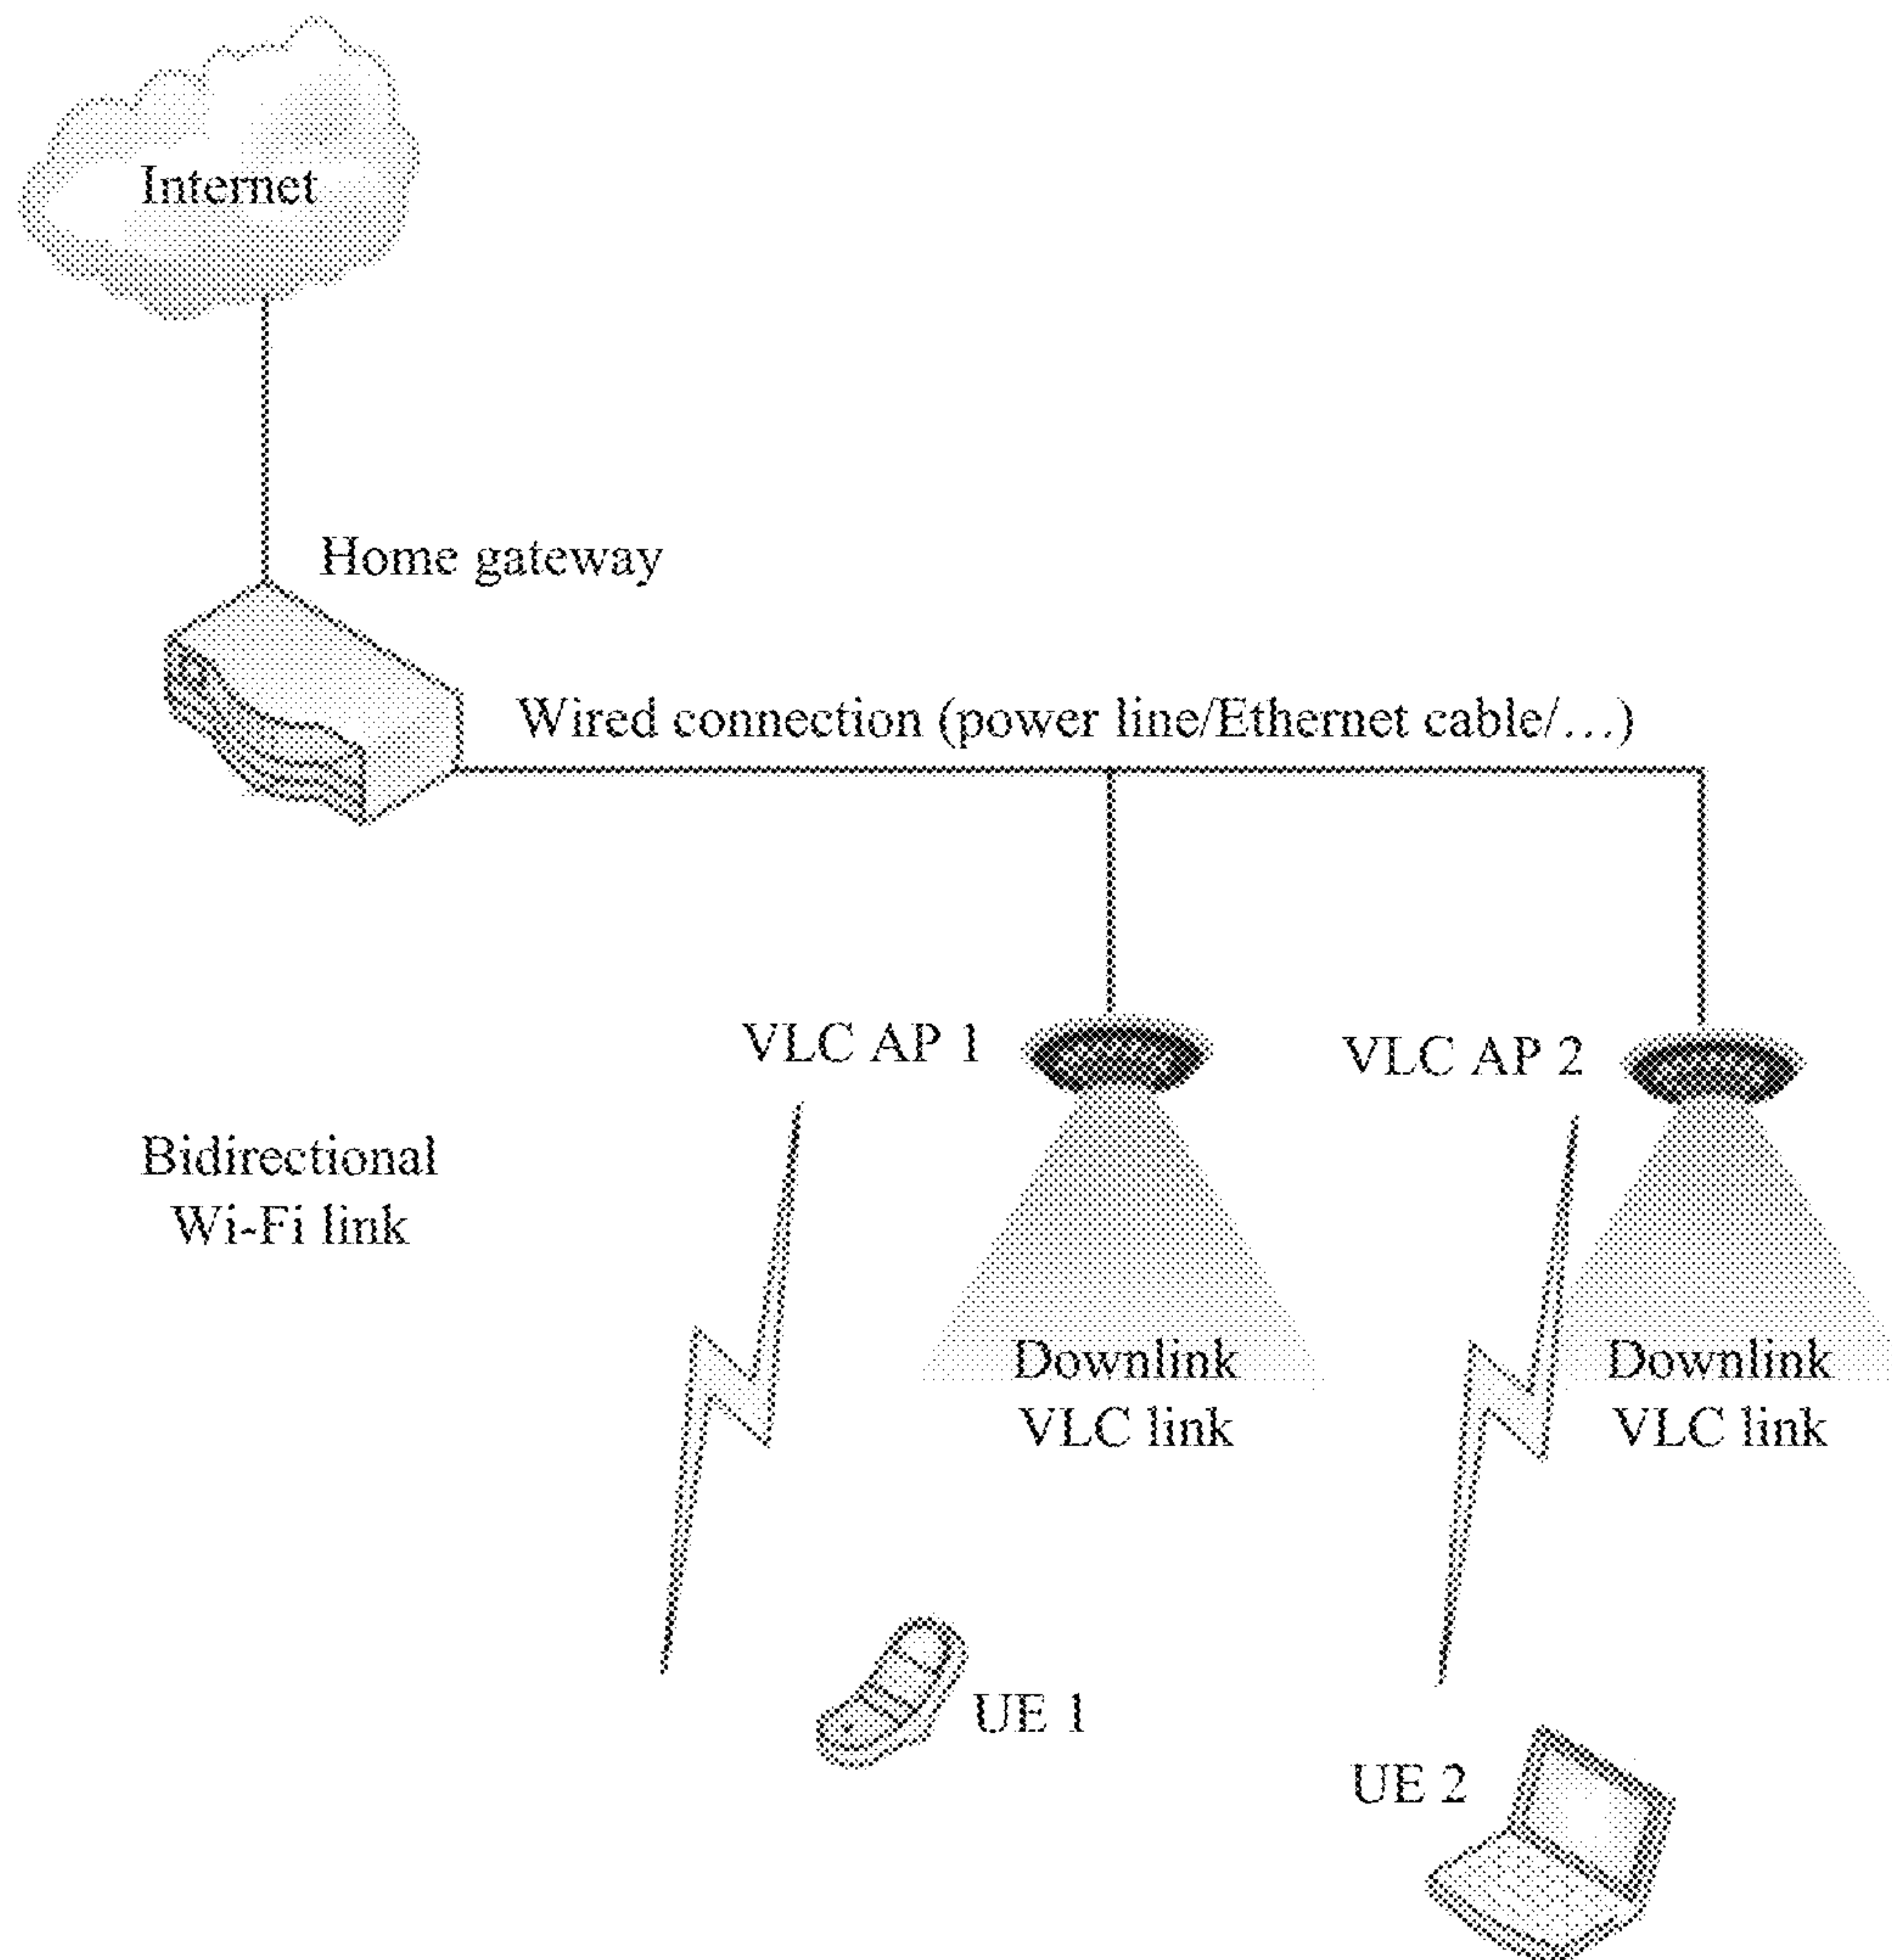 Internet
Home gateway
Wired connection (power line/Ethernet cable/…)
VLC AP 1
VLC AP 2
Bidirectional
Wi-Fi link
Downlink
VLC link
Downlink
VLC link
UE 1
UE 2